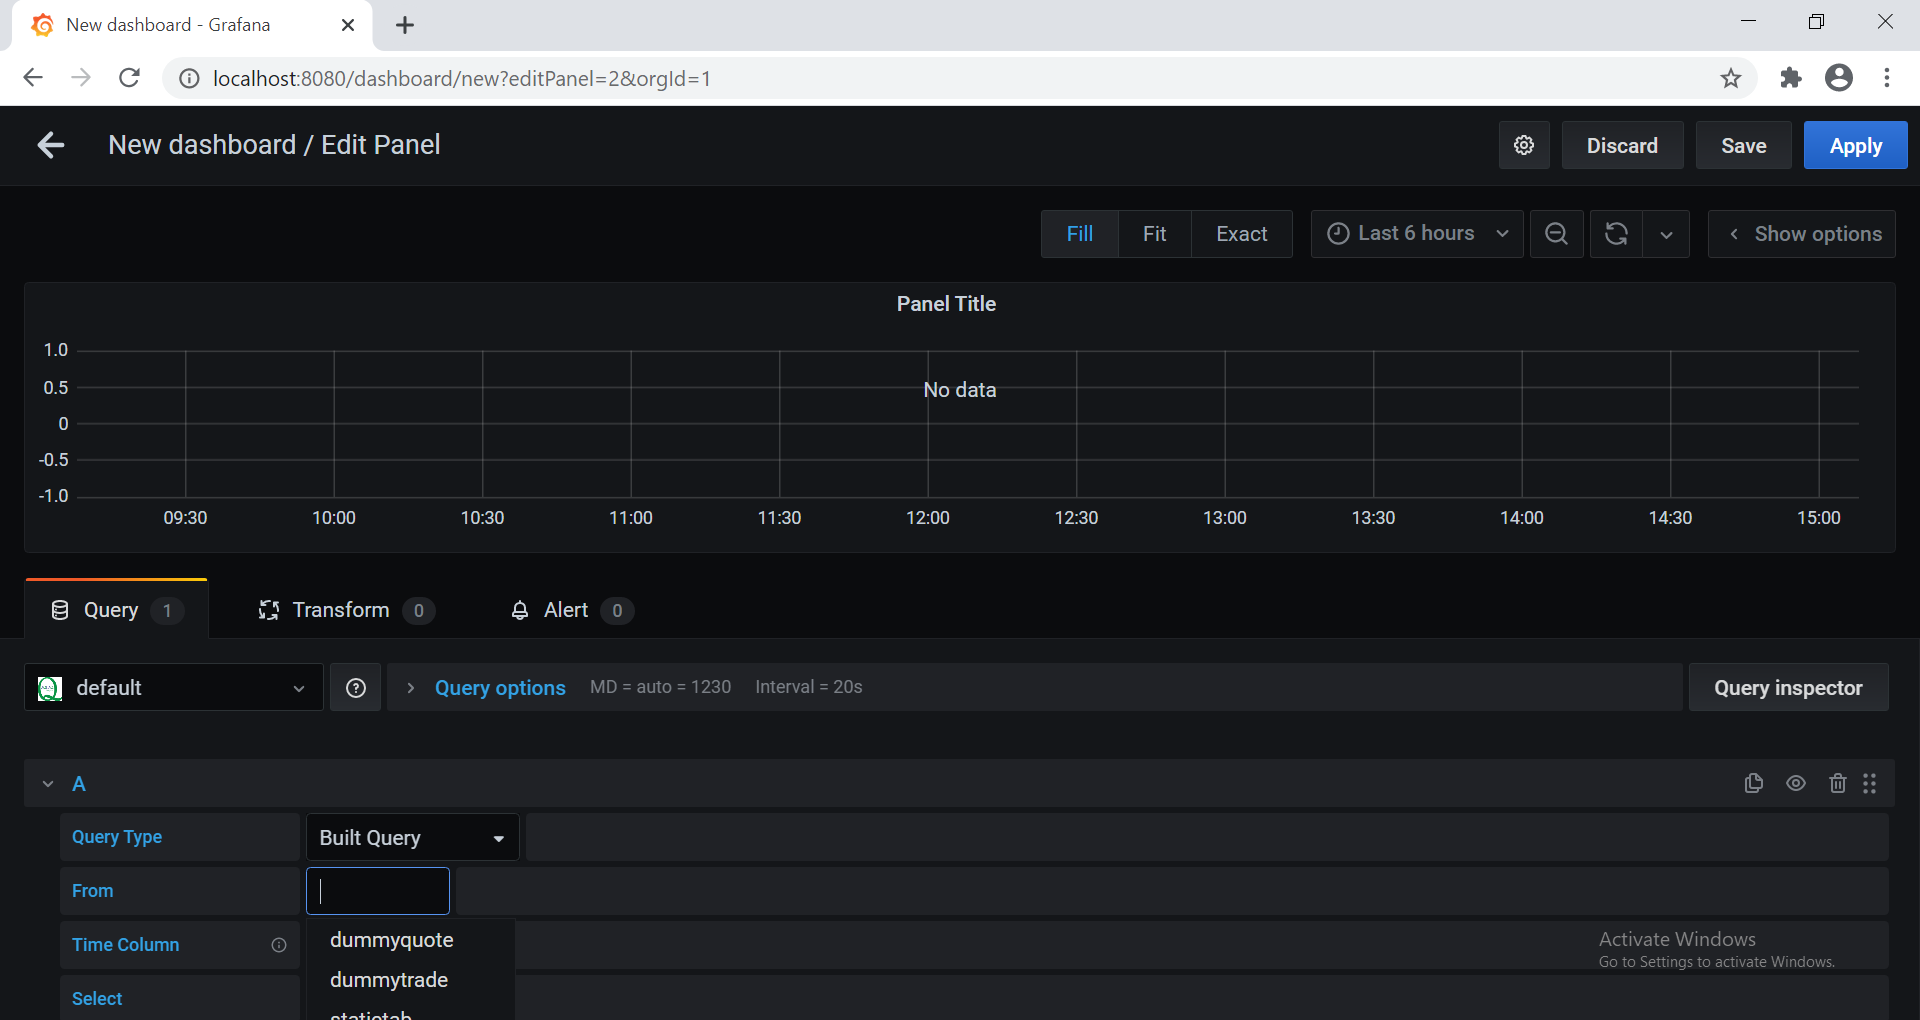 New dashboard - Grafana
localhost:8080/dashboard/new?editPanel=2&orgId=1
New dashboard / Edit Panel
Discard
Save
Apply
Fill
Fit
Exact
Last 6 hours
Show options
Panel Title
1.0
0.5
0
-0.5
-1.0
No data
09:30
10:00
10:30
11:00
11:30
12:00
12:30
13:00
13:30
14:00
14:30
15:00
Query 1
Transform 0
Alert 0
default
Query options
MD = auto = 1230
Interval = 20s
Query inspector
A
Query Type
Built Query
From
dummyquote
Time Column
dummytrade
Select
Activate Windows
Go to Settings to activate Windows.